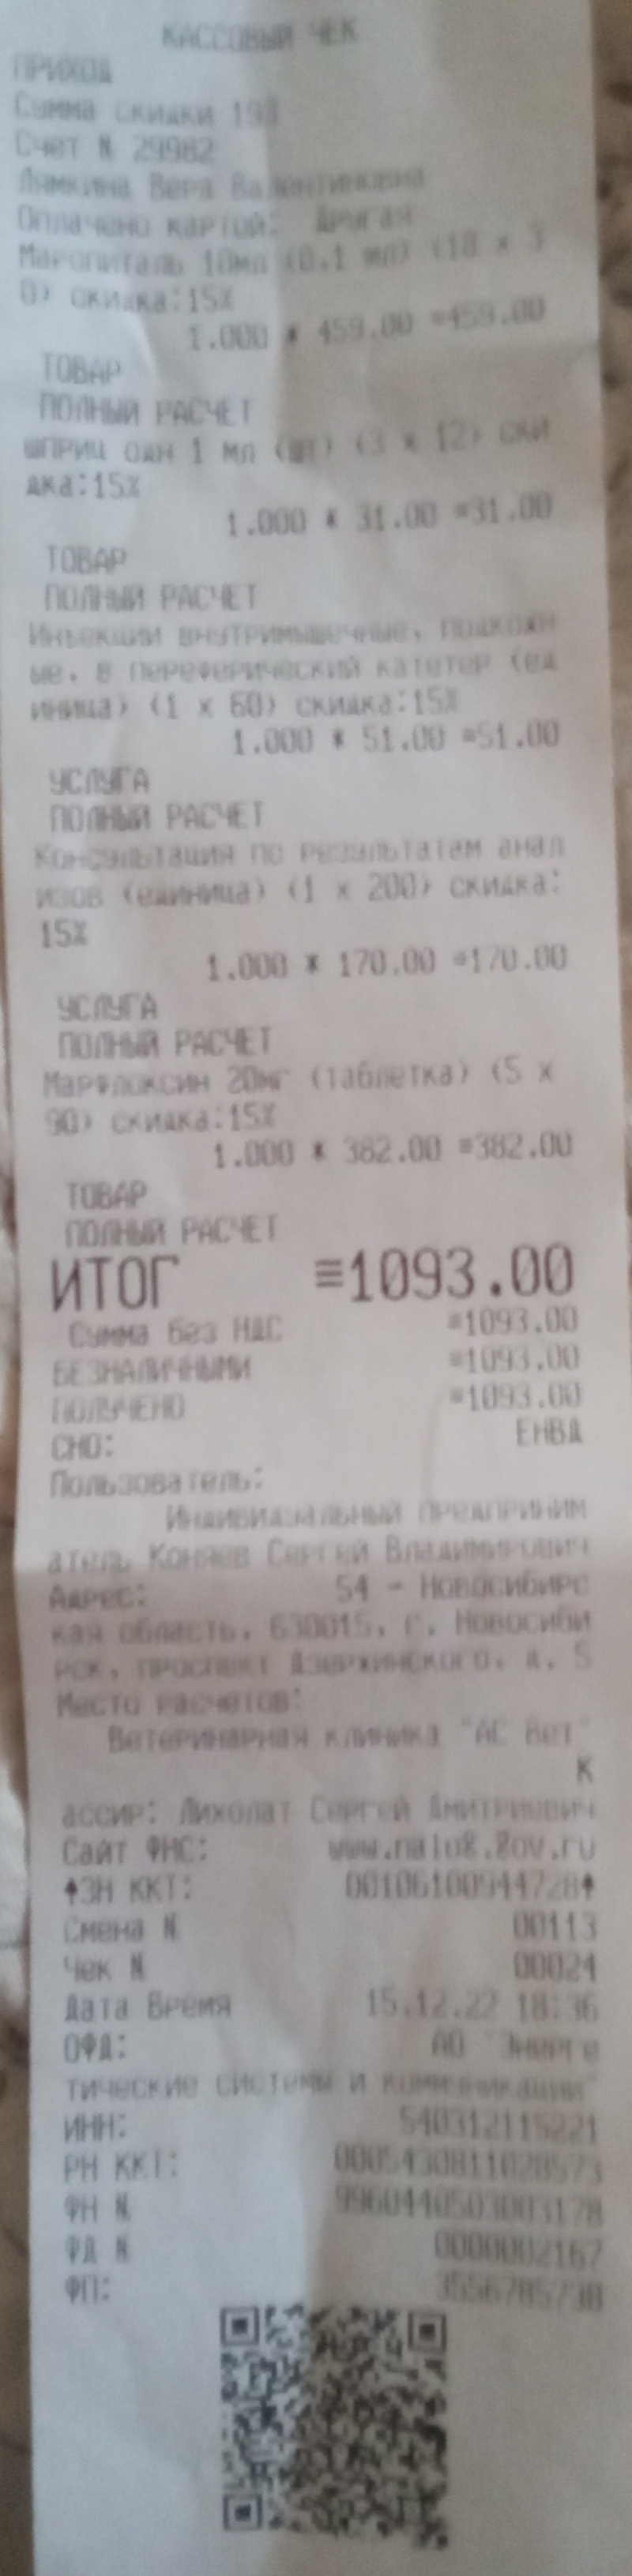 КАССОВЫЙ ЧЕК
ПРИХОД
Сумма скидки 193
Счет N 29982
Лямкина Вера Валентиновна
Оплачено картой: Другая
Маропиталь 10мл (0.1 мл) (18 x 3
0) скидка:15%
1.000 * 459.00 =459.00
ТОВАР
ПОЛНЫЙ РАСЧЕТ
шприц одн 1 мл (шт) (3 x 12) ски
дка:15%
1.000 * 31.00 =31.00
ТОВАР
ПОЛНЫЙ РАСЧЕТ
Инъекции внутримышечные, подкожн
ые, в переферический катетер (ед
иница) (1 x 60) скидка:15%
1.000 * 51.00 =51.00
УСЛУГА
ПОЛНЫЙ РАСЧЕТ
Консультация по результатам анал
изов (единица) (1 x 200) скидка:
15%
1.000 * 170.00 =170.00
УСЛУГА
ПОЛНЫЙ РАСЧЕТ
Марфлоксин 20мг (таблетка) (5 x
90) скидка:15%
1.000 * 382.00 =382.00
ТОВАР
ПОЛНЫЙ РАСЧЕТ
ИТОГ ≡1093.00
Сумма без НДС =1093.00
БЕЗНАЛИЧНЫМИ =1093.00
ПОЛУЧЕНО =1093.00
СНО: ЕНВД
Пользователь:
Индивидуальный предприним
атель Коняев Сергей Владимирович
Адрес: 54 - Новосибирс
кая область, 630015, г. Новосиби
рск, проспект Дзержинского, д. 5
Место расчетов:
Ветеринарная клиника "АС Вет"
К
ассир: Лихолат Сергей Дмитриевич
Сайт ФНС: www.nalog.gov.ru
↑ЗН ККТ: 00106100944728↑
Смена N 00113
Чек N 00024
Дата Время 15.12.22 18:36
ОФД: АО "Энерге
тические системы и коммуникации"
ИНН: 540312115221
РН ККТ: 0005430811028573
ФН N 9960440503003178
ФД N 0000002167
ФП: 3556785738